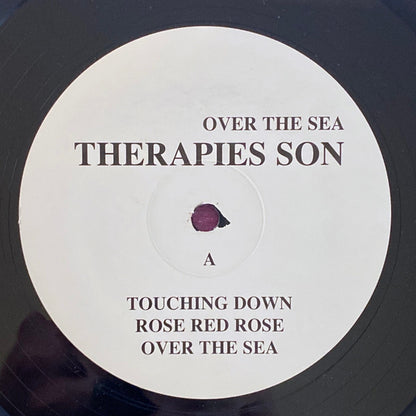 OVER THE SEA
THERAPIES SON
A
TOUCHING DOWN
ROSE RED ROSE
OVER THE SEA